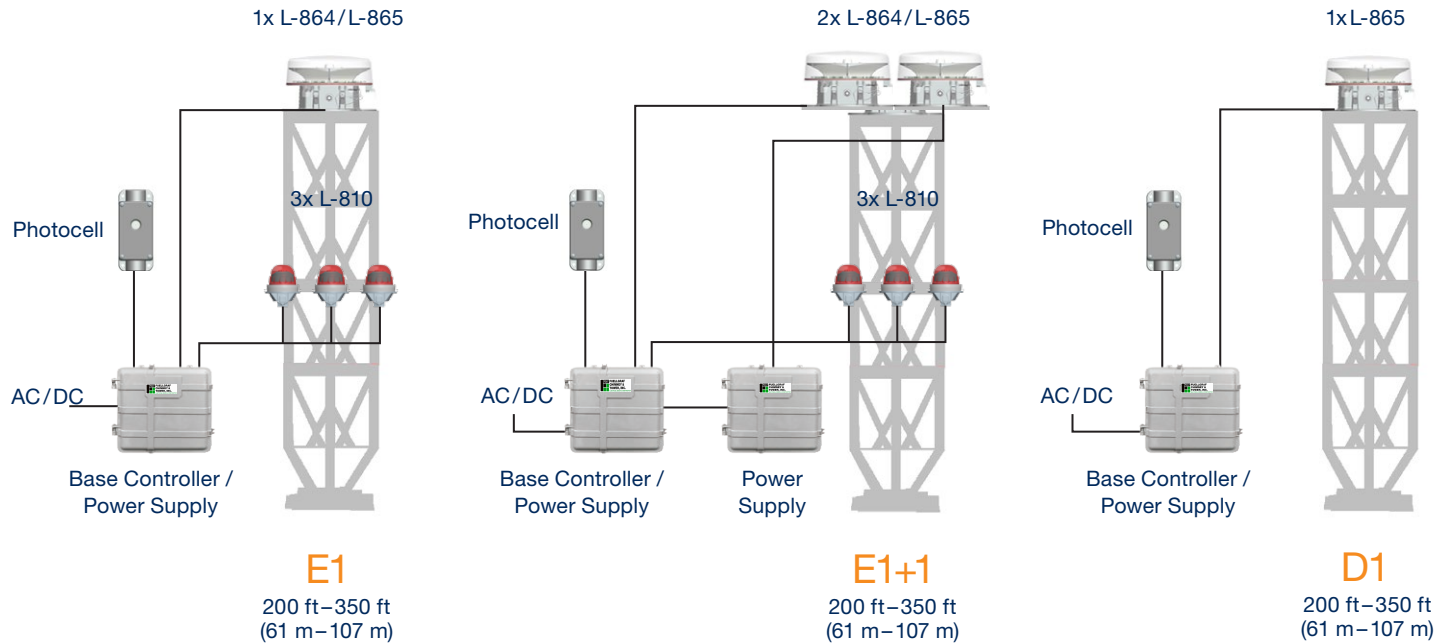 1x L-864/L-865
3x L-810
Photocell
AC/DC
Base Controller /
Power Supply
E1
200 ft–350 ft
(61 m–107 m)
2x L-864/L-865
3x L-810
Photocell
AC/DC
Base Controller /
Power Supply
Power
Supply
E1+1
200 ft–350 ft
(61 m–107 m)
1x L-865
Photocell
AC/DC
Base Controller /
Power Supply
D1
200 ft–350 ft
(61 m–107 m)